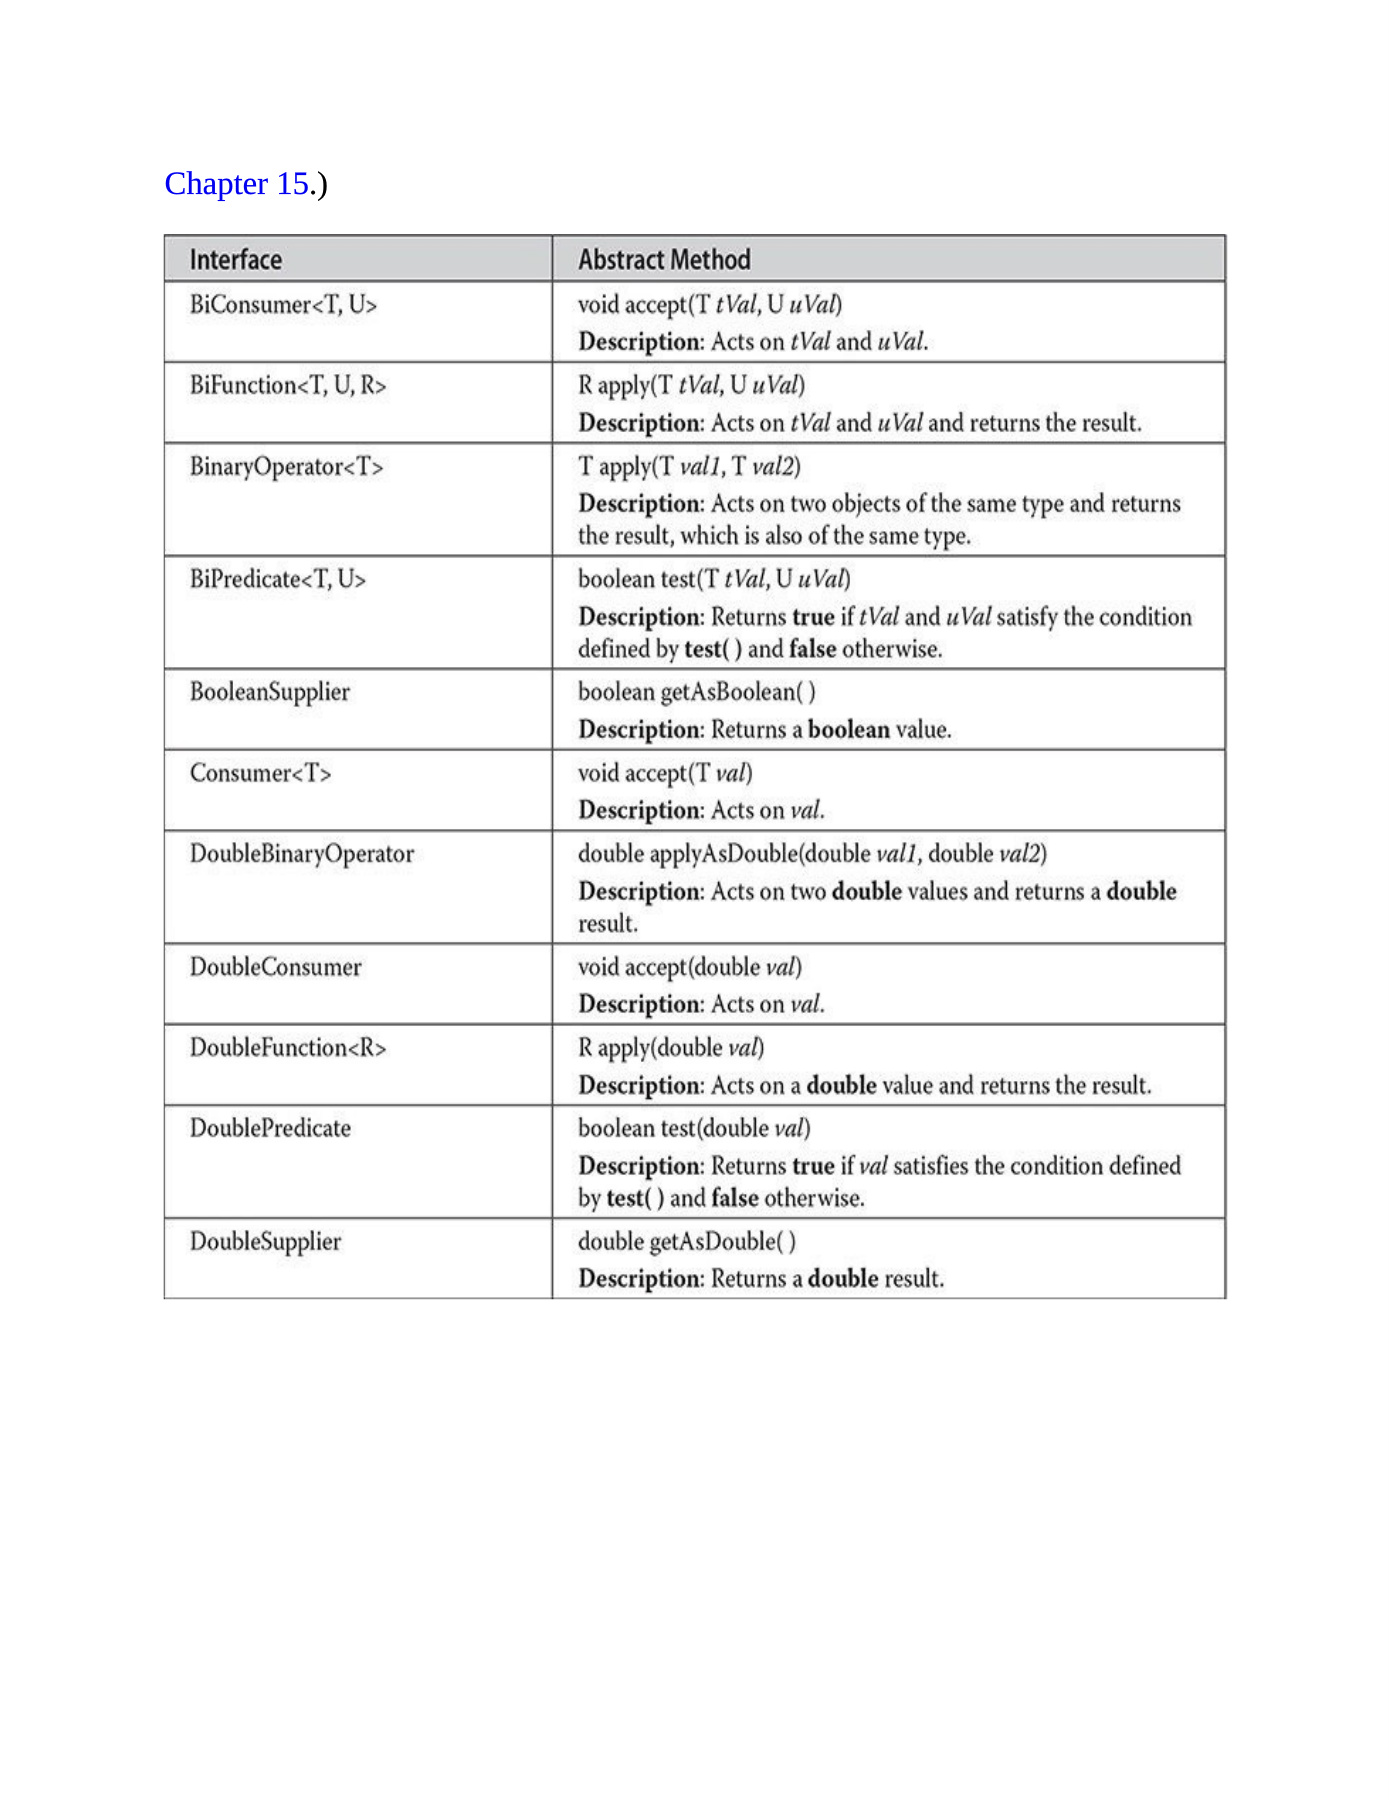 Chapter 15.)
Interface Abstract Method
BiConsumer<T, U> void accept(T tVal, U uVal)
Description: Acts on tVal and uVal.
BiFunction<T, U, R> R apply(T tVal, U uVal)
Description: Acts on tVal and uVal and returns the result.
BinaryOperator<T> T apply(T val1, T val2)
Description: Acts on two objects of the same type and returns
the result, which is also of the same type.
BiPredicate<T, U> boolean test(T tVal, U uVal)
Description: Returns true if tVal and uVal satisfy the condition
defined by test( ) and false otherwise.
BooleanSupplier boolean getAsBoolean( )
Description: Returns a boolean value.
Consumer<T> void accept(T val)
Description: Acts on val.
DoubleBinaryOperator double applyAsDouble(double val1, double val2)
Description: Acts on two double values and returns a double
result.
DoubleConsumer void accept(double val)
Description: Acts on val.
DoubleFunction<R> R apply(double val)
Description: Acts on a double value and returns the result.
DoublePredicate boolean test(double val)
Description: Returns true if val satisfies the condition defined
by test( ) and false otherwise.
DoubleSupplier double getAsDouble( )
Description: Returns a double result.